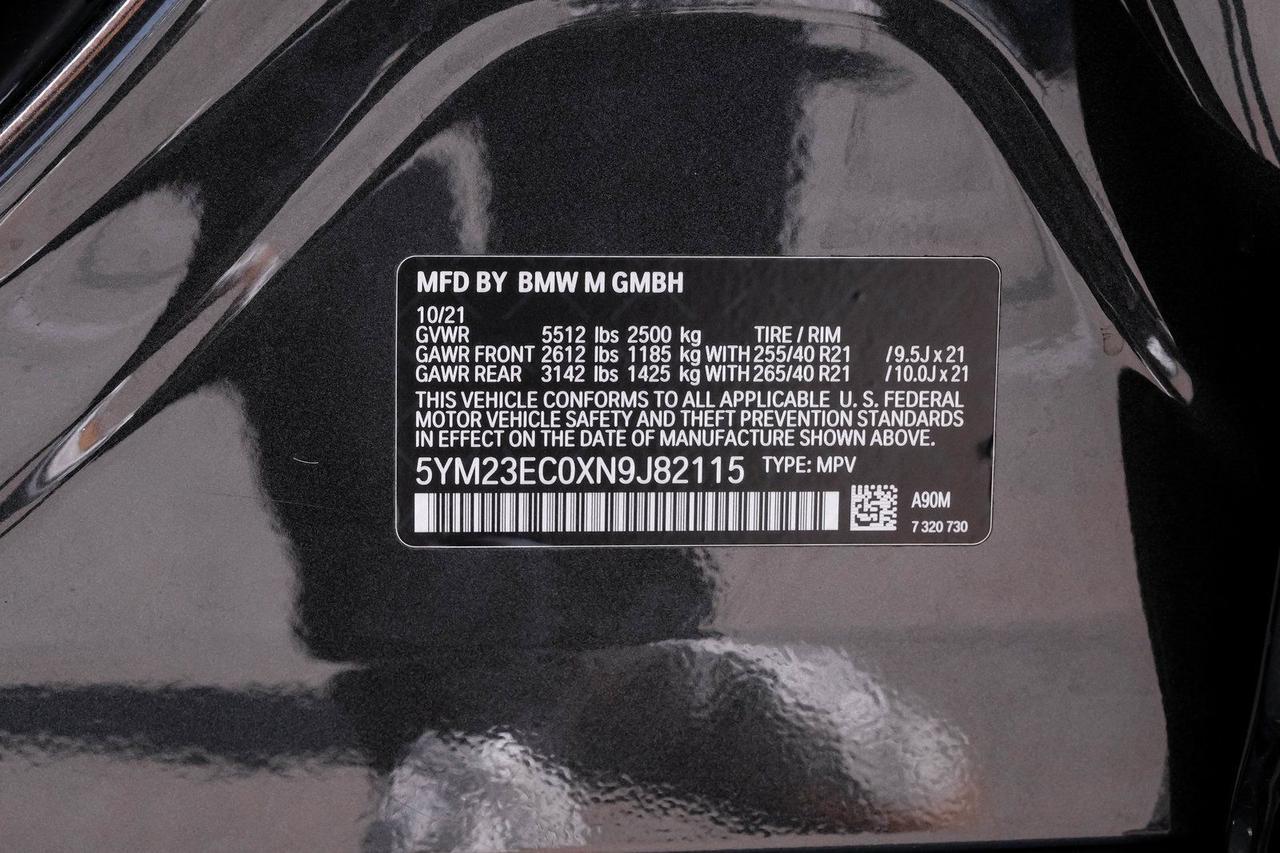 MFD BY BMW M GMBH
10/21
GVWR 5512 lbs 2500 kg TIRE / RIM
GAWR FRONT 2612 lbs 1185 kg WITH 255/40 R21 / 9.5J x 21
GAWR REAR 3142 lbs 1425 kg WITH 265/40 R21 / 10.0J x 21
THIS VEHICLE CONFORMS TO ALL APPLICABLE U. S. FEDERAL
MOTOR VEHICLE SAFETY AND THEFT PREVENTION STANDARDS
IN EFFECT ON THE DATE OF MANUFACTURE SHOWN ABOVE.
5YM23EC0XN9J82115 TYPE: MPV
A90M
7 320 730